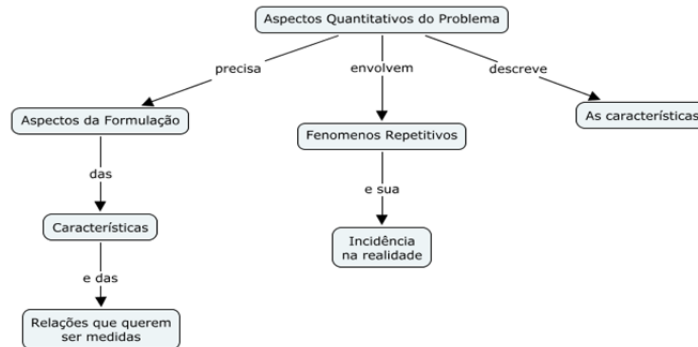 Aspectos Quantitativos do Problema
precisa
envolvem
descreve
Aspectos da Formulação
Fenomenos Repetitivos
As características
das
e sua
Características
Incidência
na realidade
e das
Relações que querem
ser medidas